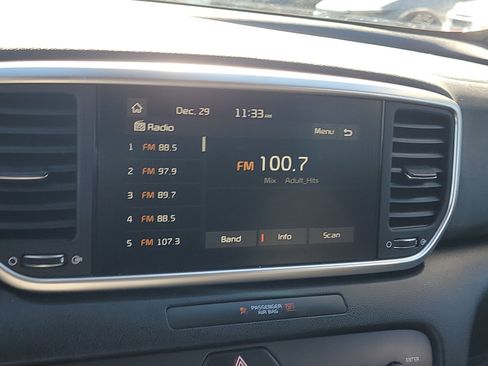 Dec. 29 11:33 AM
Radio Menu
1 FM 88.5
2 FM 97.9
3 FM 89.7
4 FM 88.5
5 FM 107.3
FM 100.7
Mix Adult_Hits
Band Info Scan
PASSENGER
AIR BAG OFF
ENTER